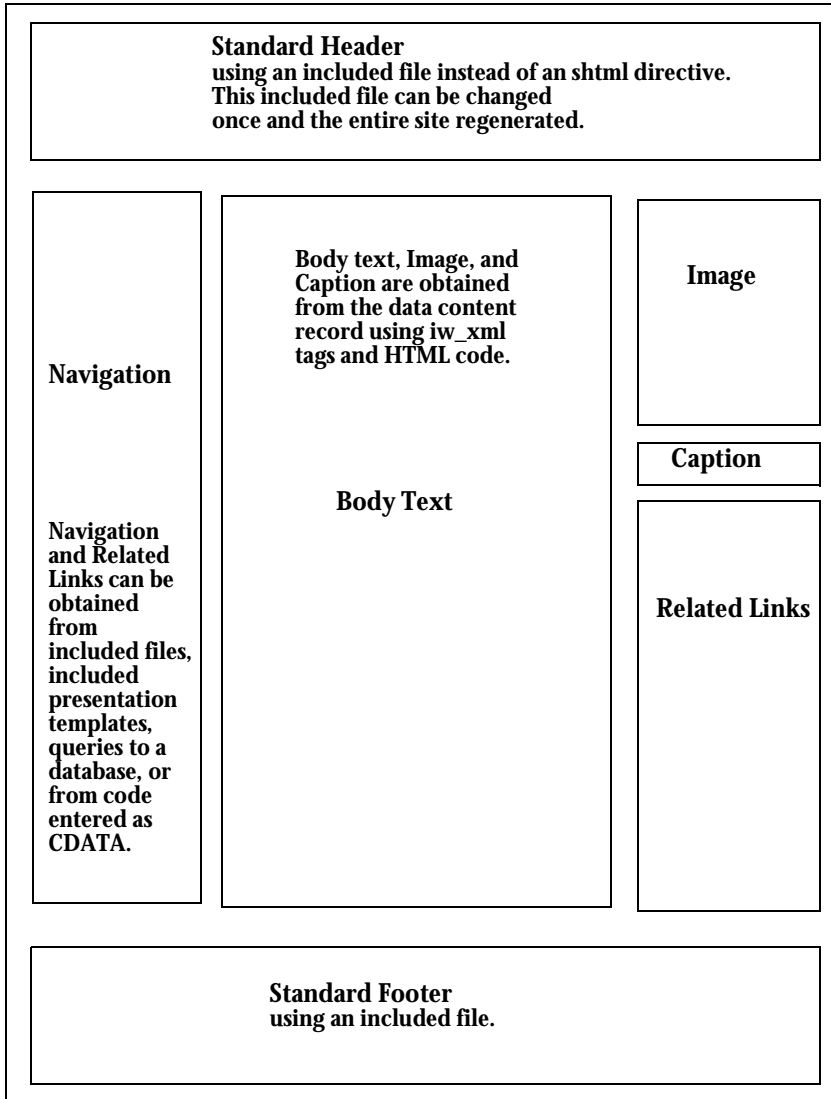 Standard Header
using an included file instead of an shtml directive.
This included file can be changed
once and the entire site regenerated.
Navigation
Navigation
and Related
Links can be
obtained
from
included files,
included
presentation
templates,
queries to a
database, or
from code
entered as
CDATA.
Body text, Image, and
Caption are obtained
from the data content
record using iw_xml
tags and HTML code.
Body Text
Image
Caption
Related Links
Standard Footer
using an included file.